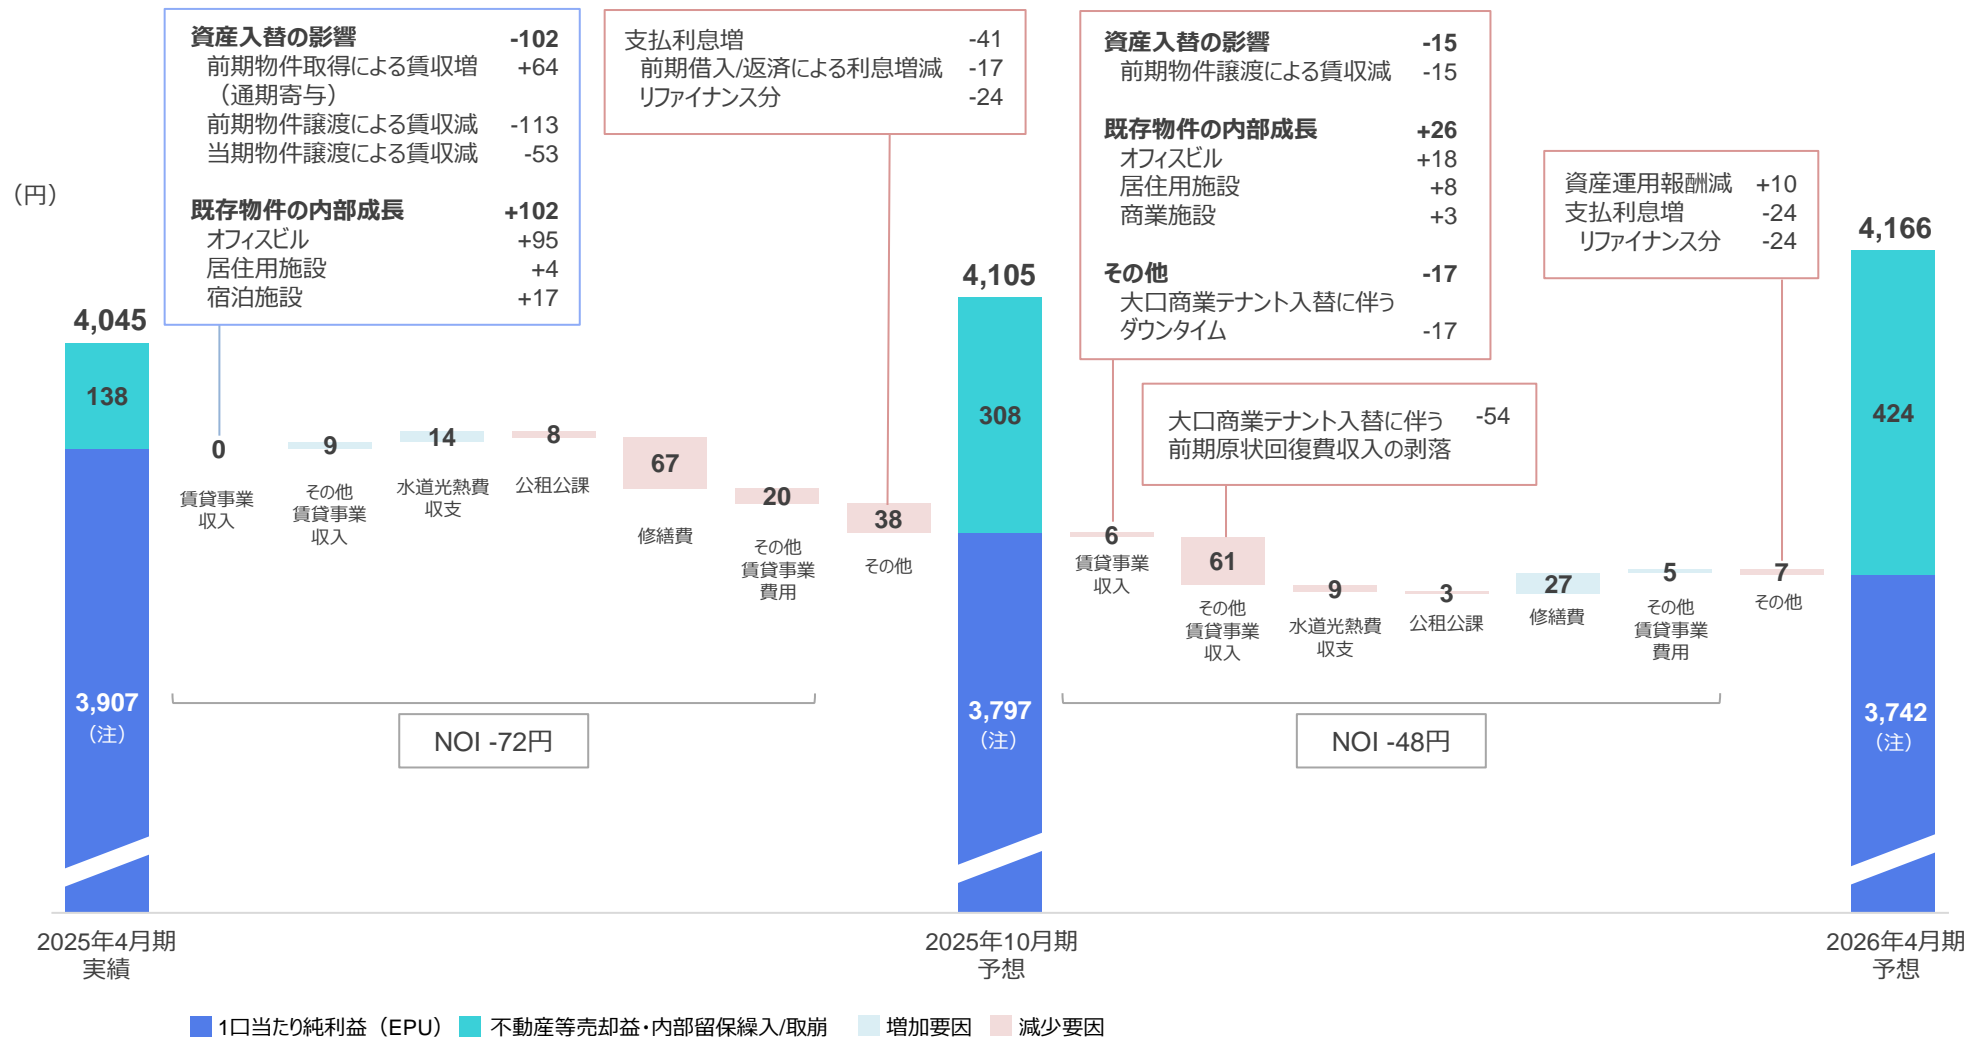 （円）
資産入替の影響 -102
前期物件取得による賃収増 +64
（通期寄与）
前期物件譲渡による賃収減 -113
当期物件譲渡による賃収減 -53
既存物件の内部成長 +102
オフィスビル +95
居住用施設 +4
宿泊施設 +17
支払利息増 -41
前期借入/返済による利息増減 -17
リファイナンス分 -24
資産入替の影響 -15
前期物件譲渡による賃収減 -15
既存物件の内部成長 +26
オフィスビル +18
居住用施設 +8
商業施設 +3
その他 -17
大口商業テナント入替に伴う
ダウンタイム -17
資産運用報酬減 +10
支払利息増 -24
リファイナンス分 -24
大口商業テナント入替に伴う -54
前期原状回復費収入の剥落
4,045
138
3,907
（注）
0
賃貸事業
収入
9
その他
賃貸事業
収入
14
水道光熱費
収支
8
公租公課
67
修繕費
20
その他
賃貸事業
費用
38
その他
NOI -72円
4,105
308
3,797
（注）
6
賃貸事業
収入
61
その他
賃貸事業
収入
9
水道光熱費
収支
3
公租公課
27
修繕費
5
その他
賃貸事業
費用
7
その他
NOI -48円
4,166
424
3,742
（注）
2025年4月期
実績
2025年10月期
予想
2026年4月期
予想
1口当たり純利益（EPU） 不動産等売却益・内部留保繰入/取崩 増加要因 減少要因